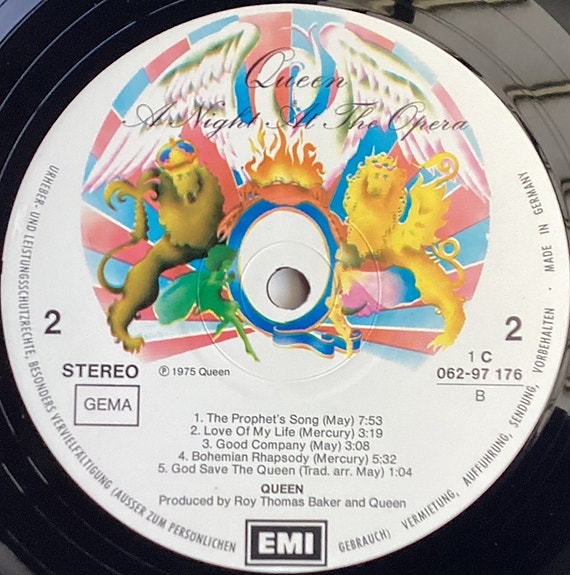 Queen
A Night At The Opera
2
2
STEREO
GEMA
℗ 1975 Queen
1 C
062-97 176
B
1. The Prophet's Song (May) 7:53
2. Love Of My Life (Mercury) 3:19
3. Good Company (May) 3:08
4. Bohemian Rhapsody (Mercury) 5:32
5. God Save The Queen (Trad. arr. May) 1:04
QUEEN
Produced by Roy Thomas Baker and Queen
EMI
URHEBER- UND LEISTUNGSSCHUTZRECHTE, BESONDERS VERVIELFÄLTIGUNG (AUSSER ZUM PERSÖNLICHEN GEBRAUCH) VERMIETUNG, AUFFÜHRUNG, SENDUNG, VORBEHALTEN · MADE IN GERMANY